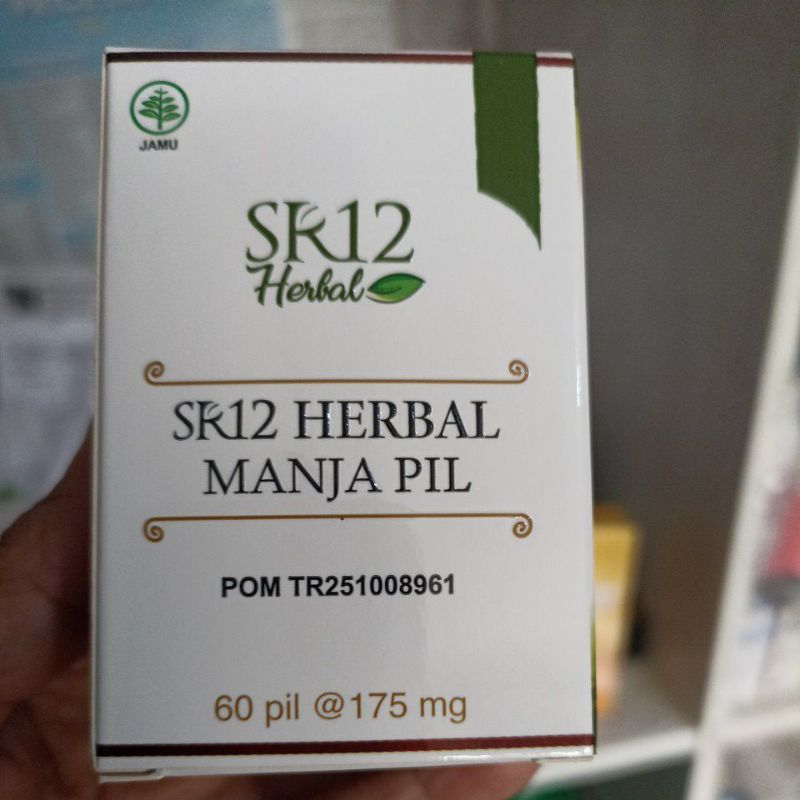 JAMU
SR12
Herbal
SR12 HERBAL
MANJA PIL
POM TR251008961
60 pil @ 175 mg